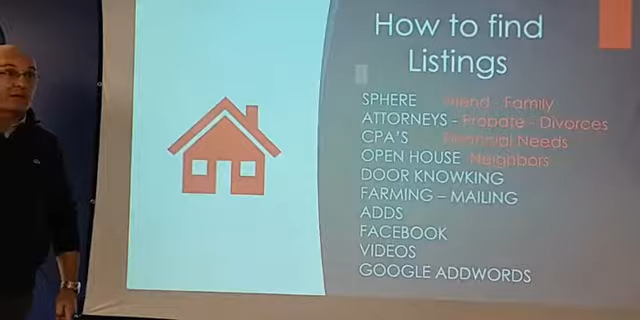 How to find
Listings
SPHERE Friend - Family
ATTORNEYS - Probate - Divorces
CPA'S Financial Needs
OPEN HOUSE Neighbors
DOOR KNOWKING
FARMING – MAILING
ADDS
FACEBOOK
VIDEOS
GOOGLE ADDWORDS